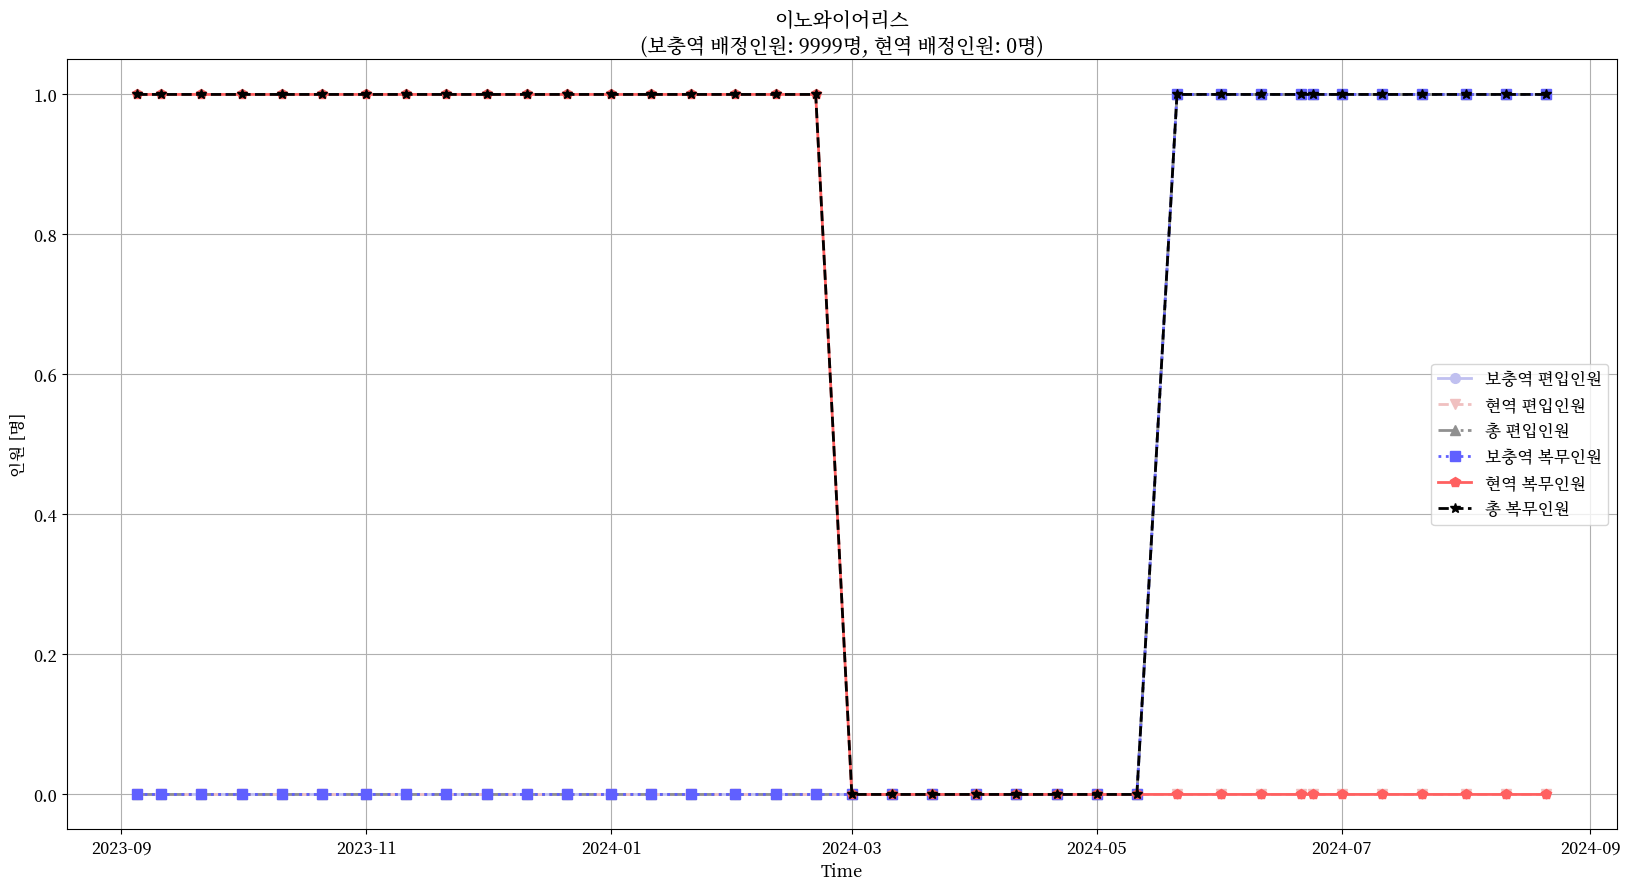 이노와이어리스
(보충역 배정인원: 9999명, 현역 배정인원: 0명)
1.0
0.8
0.6
0.4
0.2
0.0
인원 [명]
보충역 편입인원
현역 편입인원
총 편입인원
보충역 복무인원
현역 복무인원
총 복무인원
2023-09
2023-11
2024-01
2024-03
2024-05
2024-07
2024-09
Time